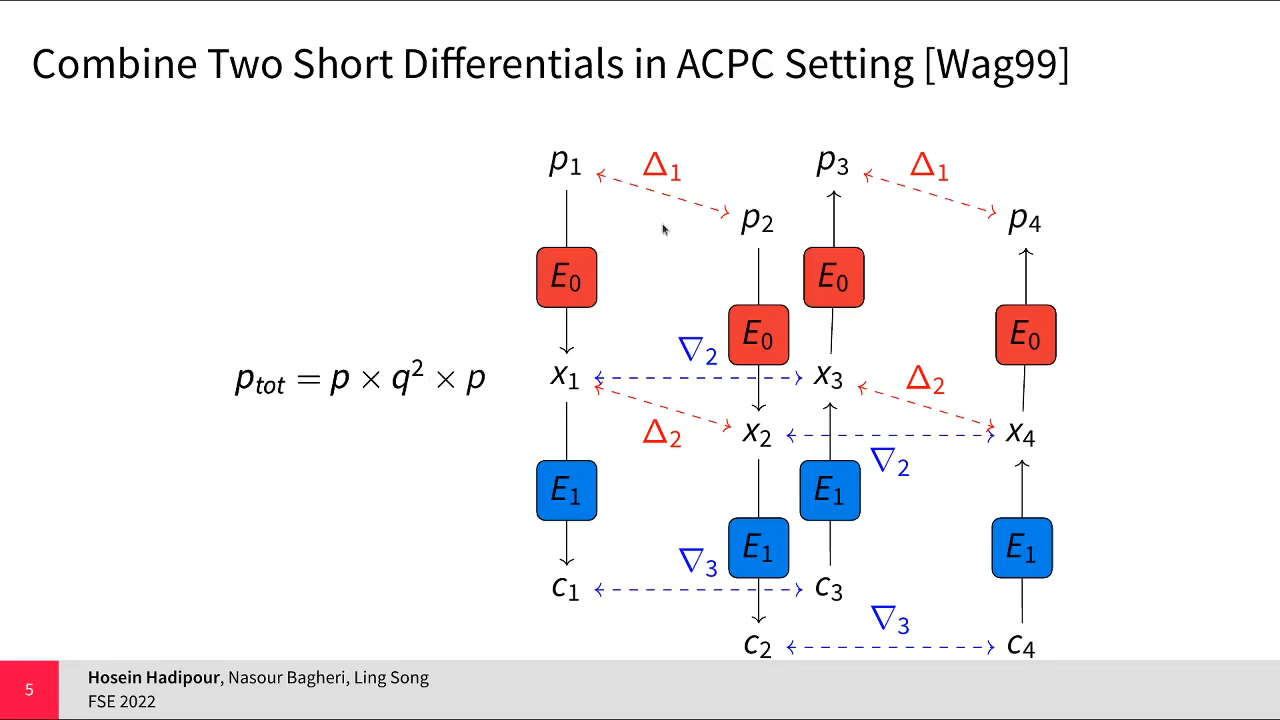 Combine Two Short Differentials in ACPC Setting [Wag99]
p1 Δ1 p3 Δ1
p2 p4
E0 E0
E0 E0
∇2
ptot = p × q² × p
x1 x3 Δ2
Δ2 x2 x4
∇2
E1 E1
E1 E1
∇3
c1 c3
∇3
c2 c4
5
Hosein Hadipour, Nasour Bagheri, Ling Song
FSE 2022